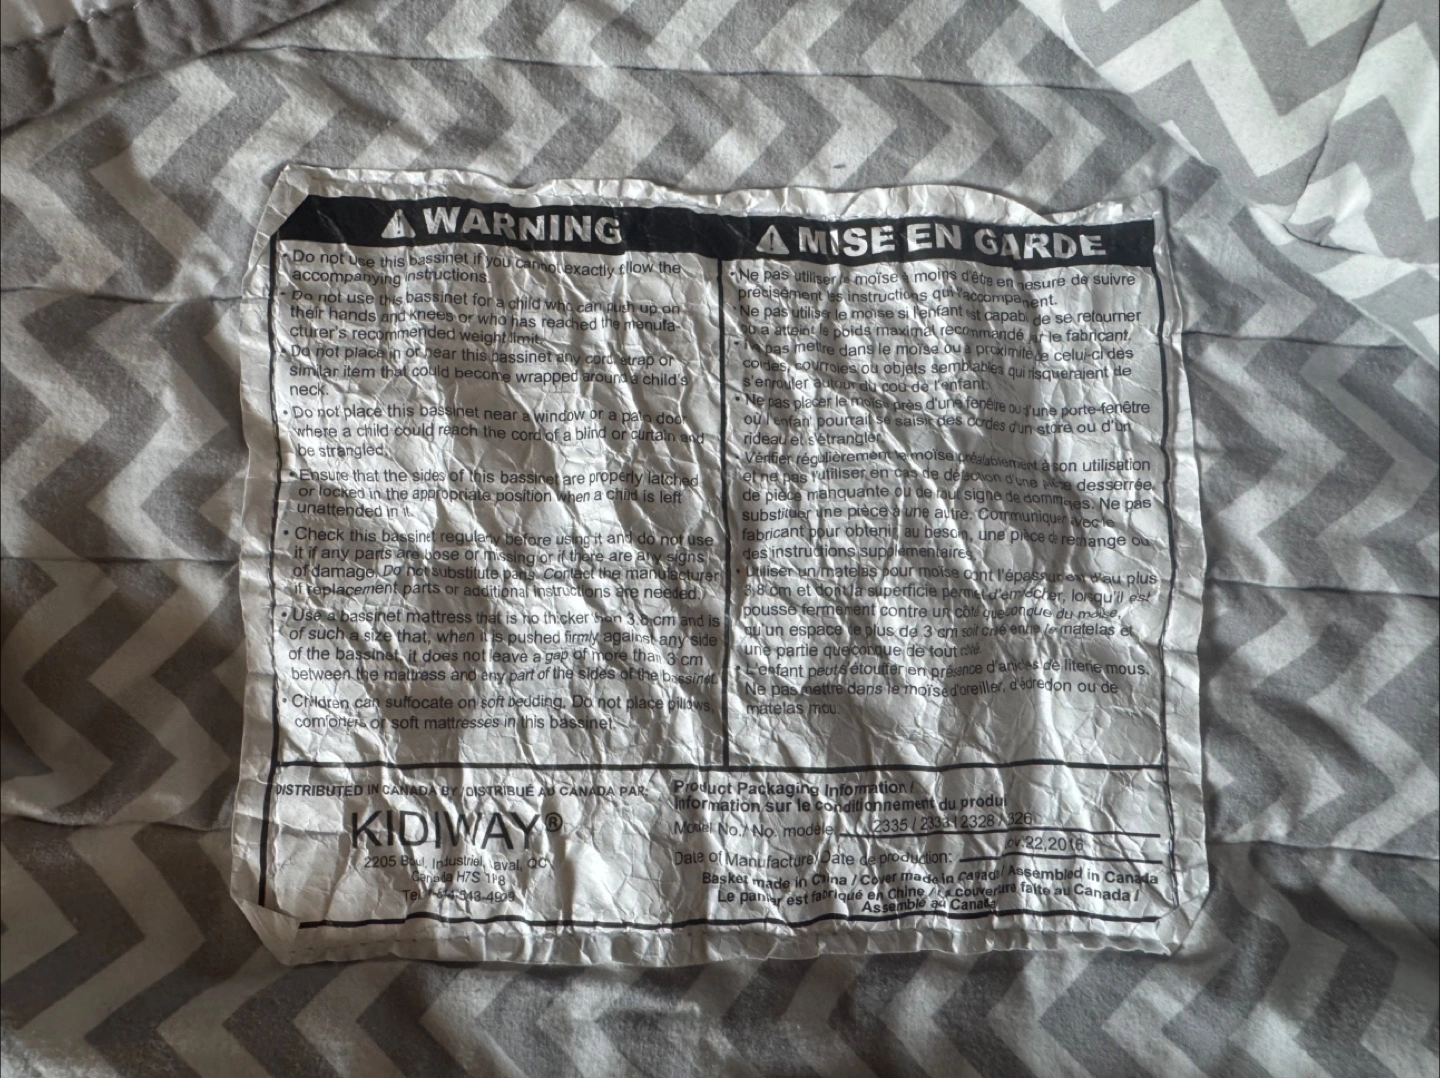 WARNING
• Do not use this bassinet if you cannot exactly follow the
accompanying instructions.
• Do not use this bassinet for a child who can push up on
their hands and knees or who has reached the manufa-
cturer's recommended weight limit.
• Do not place in or near this bassinet any cord, strap or
similar item that could become wrapped around a child's
neck.
• Do not place this bassinet near a window or a patio door
where a child could reach the cord of a blind or curtain and
be strangled.
• Ensure that the sides of this bassinet are properly latched
or locked in the appropriate position when a child is left
unattended in it.
• Check this bassinet regularly before using it and do not use
it if any parts are loose or missing or if there are any signs
of damage. Do not substitute parts. Contact the manufacturer
if replacement parts or additional instructions are needed.
• Use a bassinet mattress that is no thicker than 3.8 cm and is
of such a size that, when it is pushed firmly against any side
of the bassinet, it does not leave a gap of more than 3 cm
between the mattress and any part of the sides of the bassinet.
• Children can suffocate on soft bedding. Do not place pillows,
comforters or soft mattresses in this bassinet.
MISE EN GARDE
• Ne pas utiliser le moïse à moins d'être en mesure de suivre
précisément les instructions qui l'accompagnent.
• Ne pas utiliser le moïse si l'enfant est capable de se retourner
ou a atteint le poids maximal recommandé par le fabricant.
• Ne pas mettre dans le moïse ou à proximité de celui-ci des
cordes, courroies ou objets semblables qui risqueraient de
s'enrouler autour du cou de l'enfant.
• Ne pas placer le moïse près d'une fenêtre ou d'une porte-fenêtre
où l'enfant pourrait se saisir des cordes d'un store ou d'un
rideau et s'étrangler.
Vérifier régulièrement le moïse préalablement à son utilisation
et ne pas l'utiliser en cas de détection d'une pièce desserrée,
de pièce manquante ou de tout signe de dommages. Ne pas
substituer une pièce à une autre. Communiquer avec le
fabricant pour obtenir, au besoin, une pièce de rechange ou
des instructions supplémentaires.
• Utiliser un matelas pour moïse dont l'épaisseur est d'au plus
3,8 cm et dont la superficie permet d'empêcher, lorsqu'il est
poussé fermement contre un côté quelconque du moïse,
qu'un espace de plus de 3 cm soit créé entre le matelas et
une partie quelconque de tout côté.
• L'enfant peut s'étouffer en présence d'articles de literie mous.
Ne pas mettre dans le moïse d'oreiller, d'édredon ou de
matelas mou.
DISTRIBUTED IN CANADA BY / DISTRIBUÉ AU CANADA PAR:
KIDIWAY®
2205 Boul. Industriel, Laval, QC
Canada H7S 1P8
Tel
Product Packaging Information /
Information sur le conditionnement du produi
Model No./ No. modèle 2335 / 2333 / 2328 / 326
Date of Manufacture/ Date de production: 22,2016
Basket made in China / Cover made in Canada / Assembled in Canada
Le panier est fabriqué en Chine / La couverture faite au Canada /
Assemblé au Canada